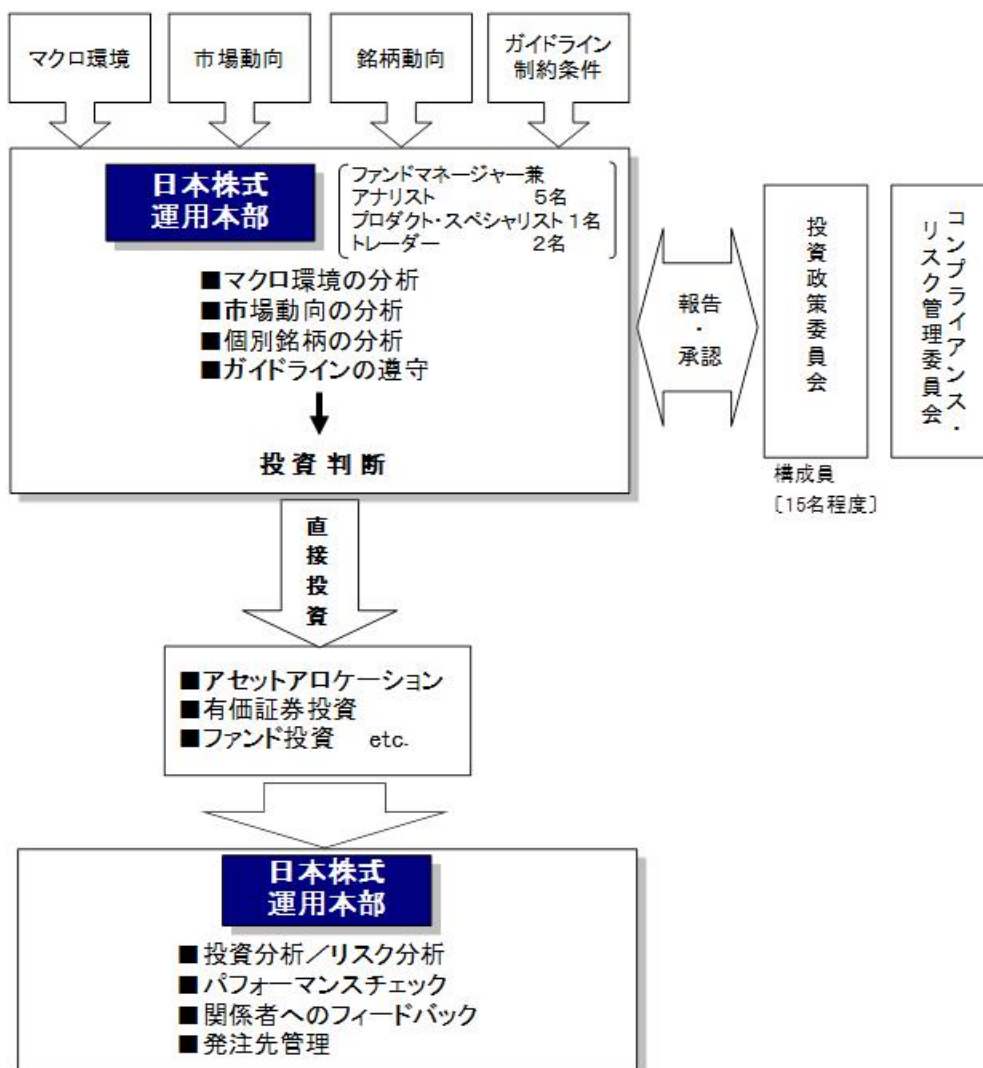 マクロ環境
市場動向
銘柄動向
ガイドライン
制約条件
日本株式
運用本部
ファンドマネージャー兼
アナリスト 5名
プロダクト・スペシャリスト1名
トレーダー 2名
■マクロ環境の分析
■市場動向の分析
■個別銘柄の分析
■ガイドラインの遵守
投資判断
報告
・
承認
投資政策委員会
コンプライアンス・
リスク管理委員会
構成員
〔15名程度〕
直接投資
■アセットアロケーション
■有価証券投資
■ファンド投資 etc.
日本株式
運用本部
■投資分析/リスク分析
■パフォーマンスチェック
■関係者へのフィードバック
■発注先管理